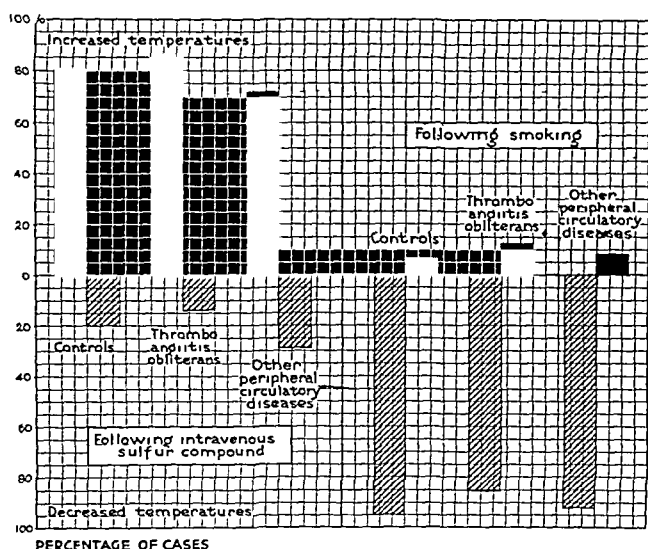 100 %
Increased temperatures
80
60
Following smoking
40
20
Controls
Thrombo
angiitis
obliterans
Other
peripheral
circulatory
diseases
0
20
Controls
Thrombo
angiitis
obliterans
Other
peripheral
circulatory
diseases
40
60
Following intravenous
sulfur compound
80
Decreased temperatures
100
PERCENTAGE OF CASES